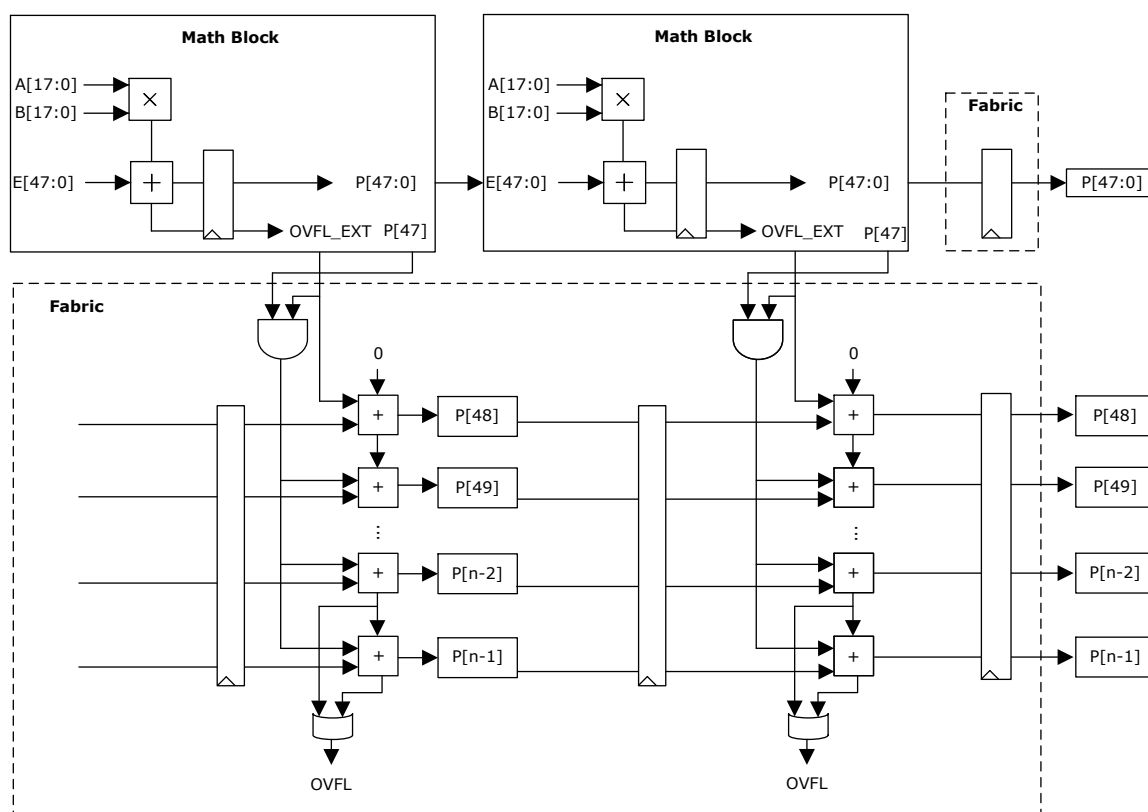 Math Block
A[17:0]
×
B[17:0]
E[47:0]
+
P[47:0]
OVFL_EXT P[47]
Math Block
A[17:0]
×
B[17:0]
E[47:0]
+
P[47:0]
OVFL_EXT P[47]
Fabric
P[47:0]
Fabric
0
0
+
P[48]
+
P[48]
+
P[49]
+
P[49]
...
...
+
P[n-2]
+
P[n-2]
+
P[n-1]
+
P[n-1]
OVFL
OVFL